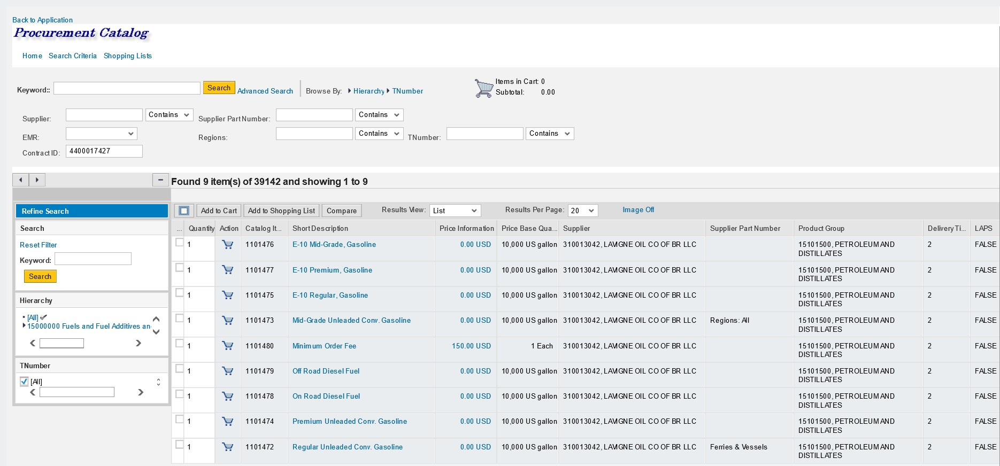 Back to Application
Procurement Catalog
Home Search Criteria Shopping Lists
Keyword:: Search Advanced Search Browse By: Hierarchy TNumber
Items in Cart: 0
Subtotal: 0.00
Supplier: Contains Supplier Part Number: Contains
EMR: Regions: Contains TNumber: Contains
Contract ID: 4400017427
Found 9 item(s) of 39142 and showing 1 to 9
Refine Search
Search
Reset Filter
Keyword:
Search
Hierarchy
[All]
15000000 Fuels and Fuel Additives an
TNumber
[All]
Add to Cart Add to Shopping List Compare Results View: List Results Per Page: 20 Image Off
... Quantity Action Catalog It... Short Description Price Information Price Base Qua... Supplier Supplier Part Number Product Group Delivery Ti... LAPS
1 1101476 E-10 Mid-Grade, Gasoline 0.00 USD 10,000 US gallon 310013042, LAVIGNE OIL CO OF BR LLC 15101500, PETROLEUM AND 2 FALSE
DISTILLATES
1 1101477 E-10 Premium, Gasoline 0.00 USD 10,000 US gallon 310013042, LAVIGNE OIL CO OF BR LLC 15101500, PETROLEUM AND 2 FALSE
DISTILLATES
1 1101475 E-10 Regular, Gasoline 0.00 USD 10,000 US gallon 310013042, LAVIGNE OIL CO OF BR LLC 15101500, PETROLEUM AND 2 FALSE
DISTILLATES
1 1101473 Mid-Grade Unleaded Conv. Gasoline 0.00 USD 10,000 US gallon 310013042, LAVIGNE OIL CO OF BR LLC Regions: All 15101500, PETROLEUM AND 2 FALSE
DISTILLATES
1 1101480 Minimum Order Fee 150.00 USD 1 Each 310013042, LAVIGNE OIL CO OF BR LLC 15101500, PETROLEUM AND 2 FALSE
DISTILLATES
1 1101479 Off Road Diesel Fuel 0.00 USD 10,000 US gallon 310013042, LAVIGNE OIL CO OF BR LLC 15101500, PETROLEUM AND 2 FALSE
DISTILLATES
1 1101478 On Road Diesel Fuel 0.00 USD 10,000 US gallon 310013042, LAVIGNE OIL CO OF BR LLC 15101500, PETROLEUM AND 2 FALSE
DISTILLATES
1 1101474 Premium Unleaded Conv. Gasoline 0.00 USD 10,000 US gallon 310013042, LAVIGNE OIL CO OF BR LLC 15101500, PETROLEUM AND 2 FALSE
DISTILLATES
1 1101472 Regular Unleaded Conv. Gasoline 0.00 USD 10,000 US gallon 310013042, LAVIGNE OIL CO OF BR LLC Ferries & Vessels 15101500, PETROLEUM AND 2 FALSE
DISTILLATES